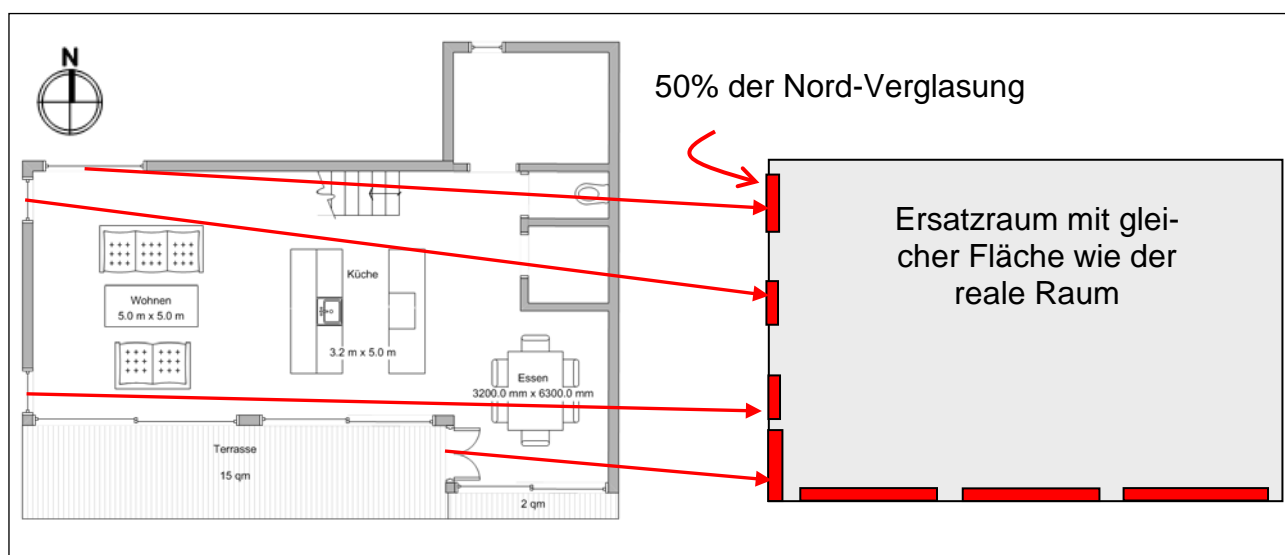 N
50% der Nord-Verglasung
Ersatzraum mit glei-
cher Fläche wie der
reale Raum
Küche
Wohnen
5.0 m x 5.0 m
3.2 m x 5.0 m
Essen
3200.0 mm x 6300.0 mm
Terrasse
15 qm
2 qm